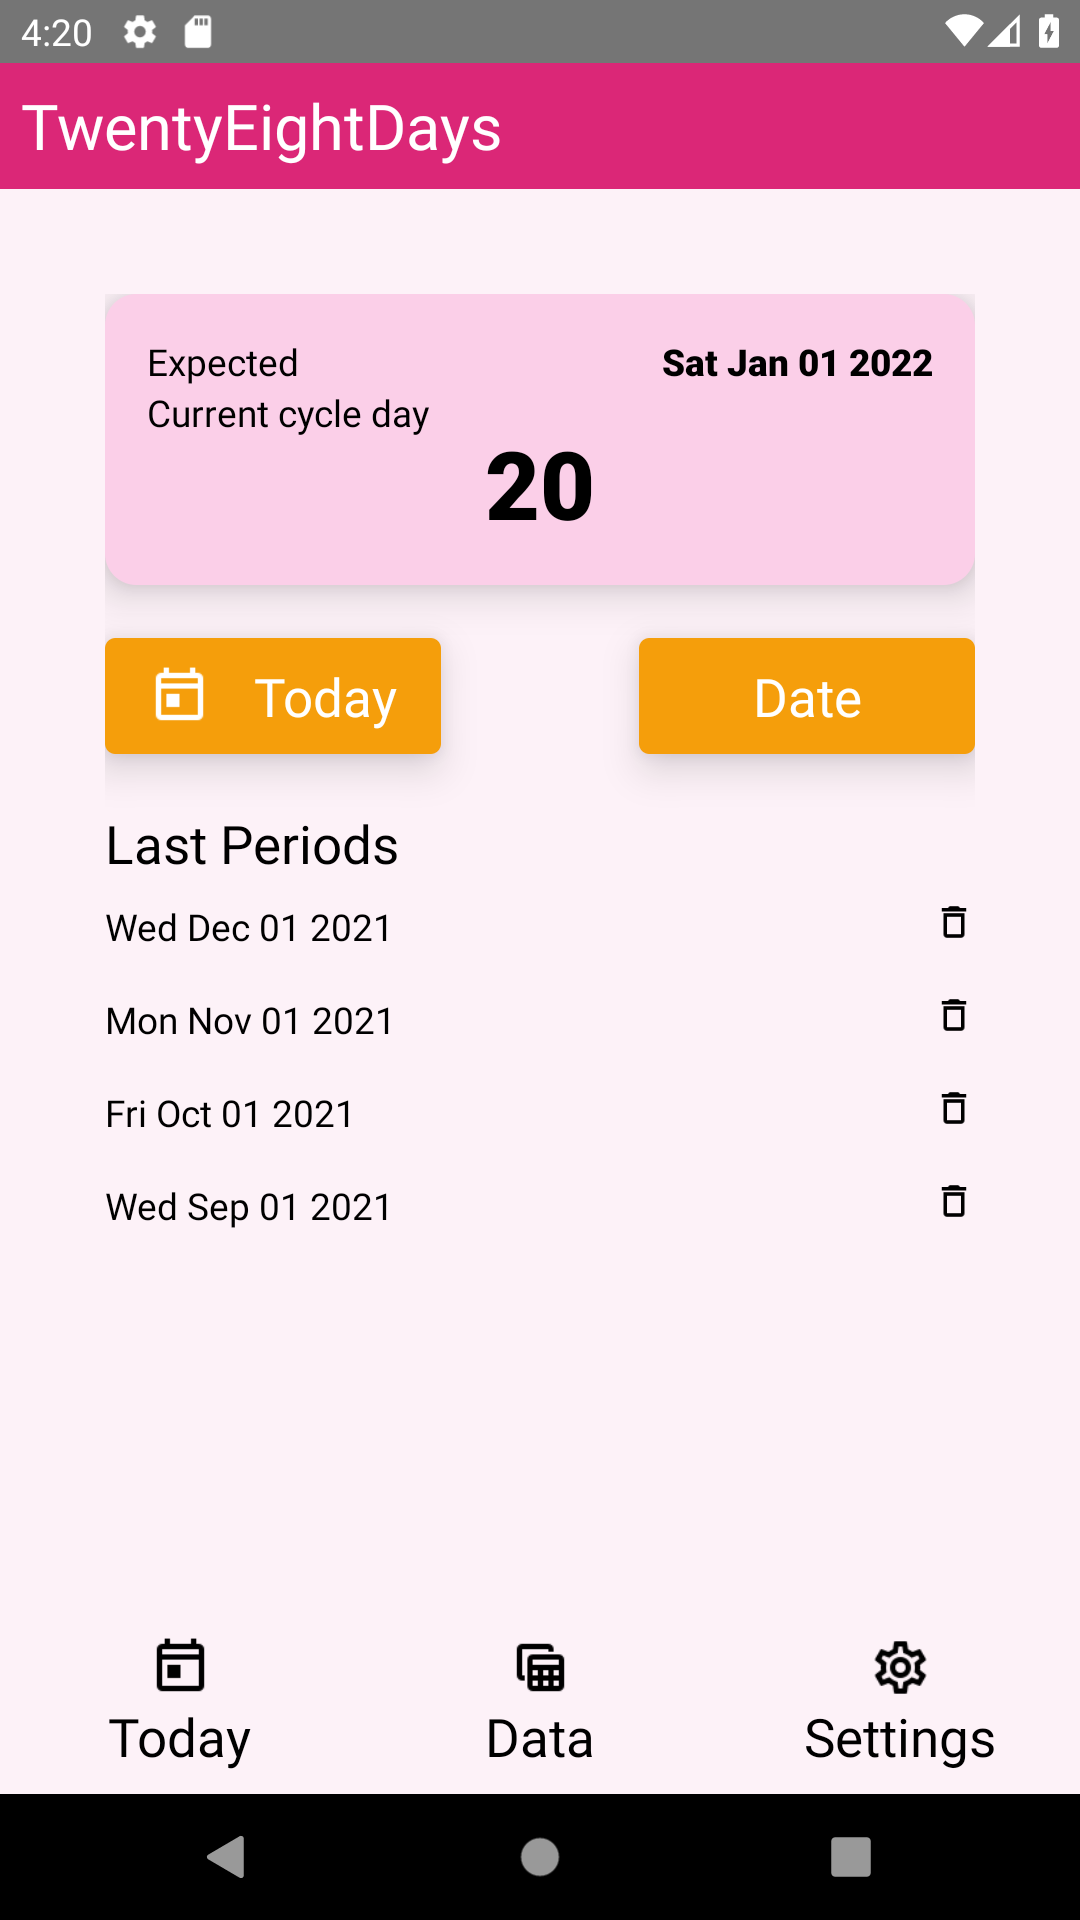 4:20
TwentyEightDays
Expected Sat Jan 01 2022
Current cycle day
20
Today Date
Last Periods
Wed Dec 01 2021
Mon Nov 01 2021
Fri Oct 01 2021
Wed Sep 01 2021
Today Data Settings